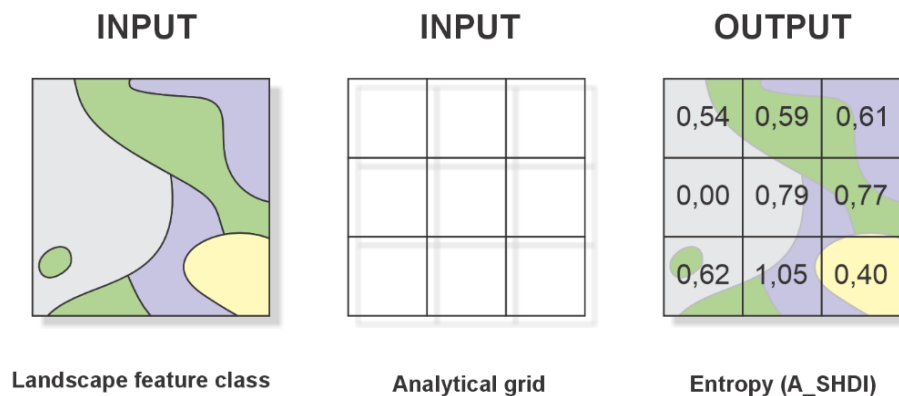 INPUT INPUT OUTPUT
0,54 0,59 0,61
0,00 0,79 0,77
0,62 1,05 0,40
Landscape feature class Analytical grid Entropy (A_SHDI)